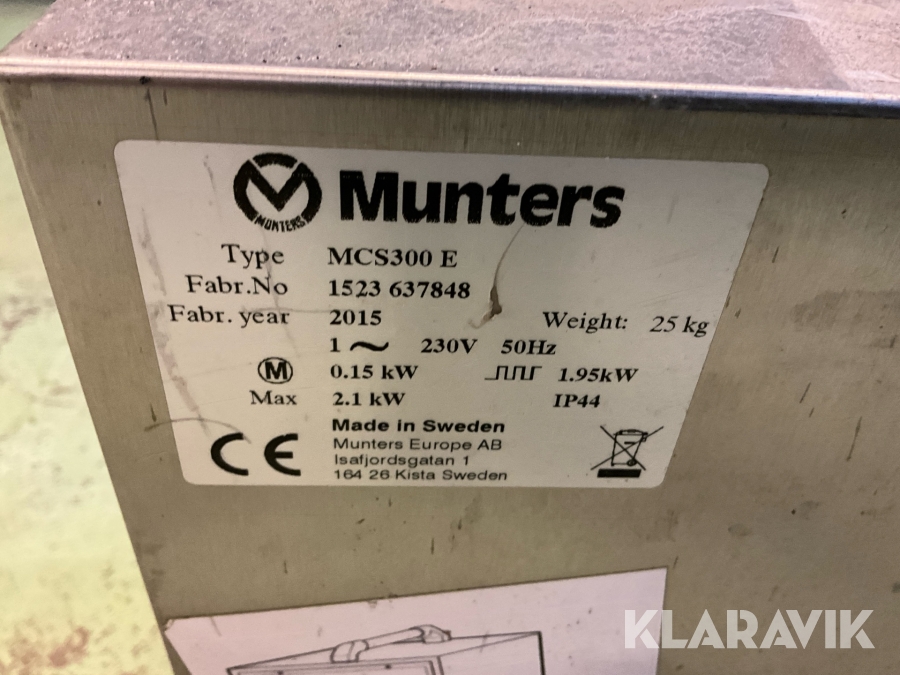 MUNTERS
Munters
Type MCS300 E
Fabr.No 1523 637848
Fabr. year 2015 Weight: 25 kg
1 ~ 230V 50Hz
M 0.15 kW 1.95kW
Max 2.1 kW IP44
Made in Sweden
Munters Europe AB
Isafjordsgatan 1
164 26 Kista Sweden
CE
KLARAVIK